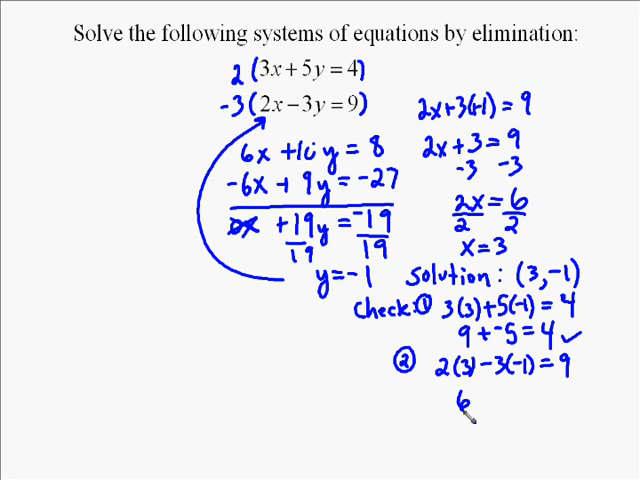 Solve the following systems of equations by elimination:
2 (3x + 5y = 4)
-3 (2x − 3y = 9)
6x + 10y = 8
-6x + 9y = -27
0x + 19y = -19
19 19
y = -1
2x + 3(+1) = 9
2x + 3 = 9
-3 -3
2x = 6
2 2
x = 3
Solution: (3, -1)
Check: ① 3(3) + 5(-1) = 4
9 + -5 = 4 ✓
② 2(3) - 3(-1) = 9
6